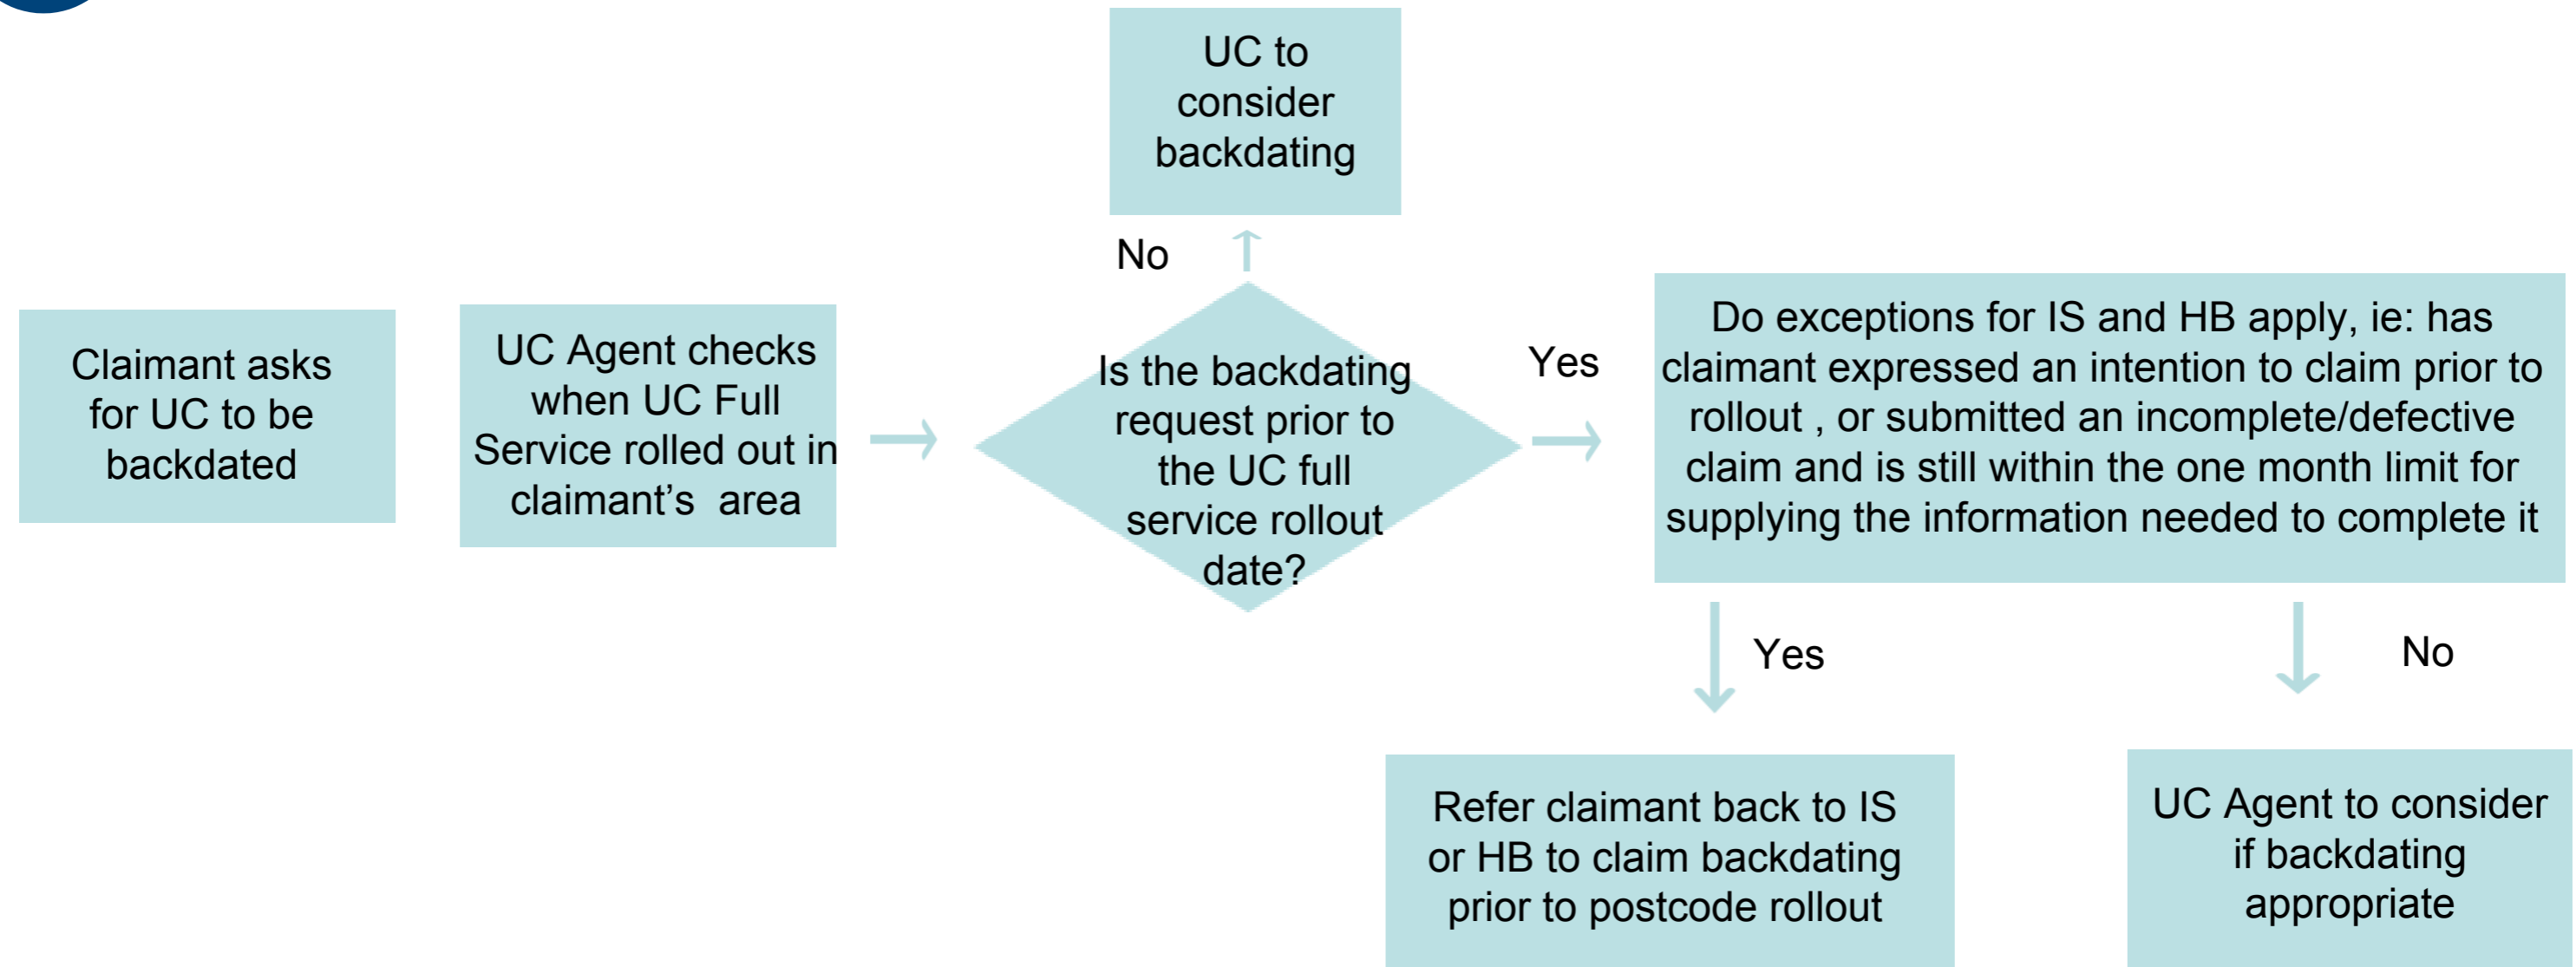 UC to
consider
backdating
No
Claimant asks
for UC to be
backdated
UC Agent checks
when UC Full
Service rolled out in
claimant’s  area
Is the backdating
request prior to
the UC full
service rollout
date?
Yes
Do exceptions for IS and HB apply, ie: has
claimant expressed an intention to claim prior to
rollout , or submitted an incomplete/defective
claim and is still within the one month limit for
supplying the information needed to complete it
Yes
No
Refer claimant back to IS
or HB to claim backdating
prior to postcode rollout
UC Agent to consider
if backdating
appropriate